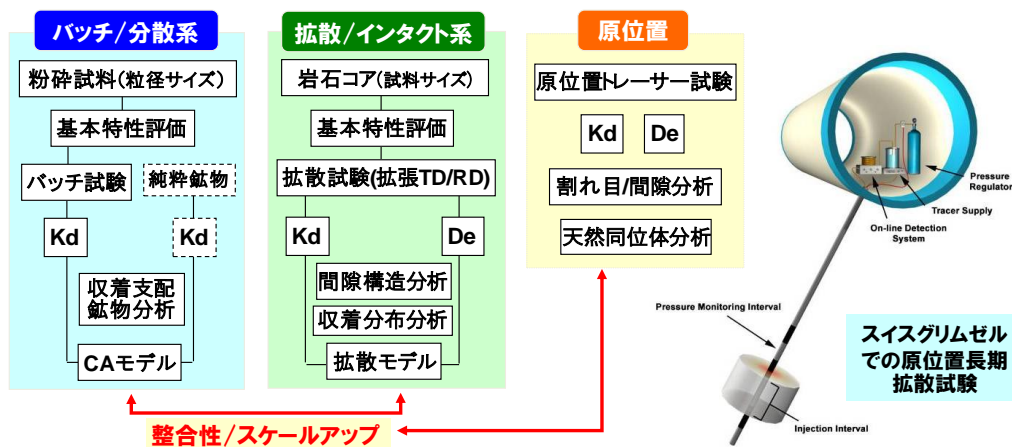 バッチ/分散系
粉砕試料(粒径サイズ)
基本特性評価
バッチ試験
純粋鉱物
Kd
Kd
収着支配
鉱物分析
CAモデル
拡散/インタクト系
岩石コア(試料サイズ)
基本特性評価
拡散試験(拡張TD/RD)
Kd
De
間隙構造分析
収着分布分析
拡散モデル
原位置
原位置トレーサー試験
Kd
De
割れ目/間隙分析
天然同位体分析
整合性/スケールアップ
Pressure
Regulator
Tracer Supply
On-line Detection
System
Pressure Monitoring Interval
Injection Interval
スイスグリムゼル
での原位置長期
拡散試験